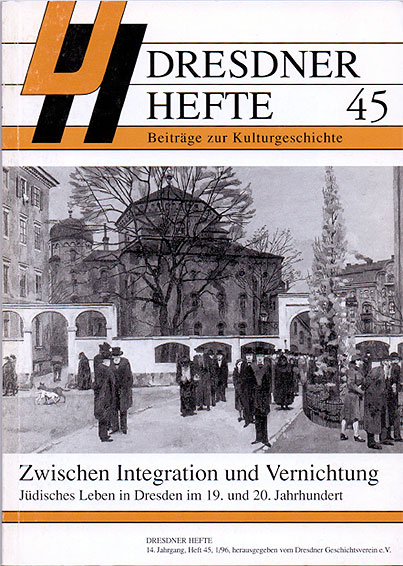 DRESDNER
HEFTE 45
Beiträge zur Kulturgeschichte
Zwischen Integration und Vernichtung
Jüdisches Leben in Dresden im 19. und 20. Jahrhundert
DRESDNER HEFTE
14. Jahrgang, Heft 45, 1/96, herausgegeben vom Dresdner Geschichtsverein e.V.